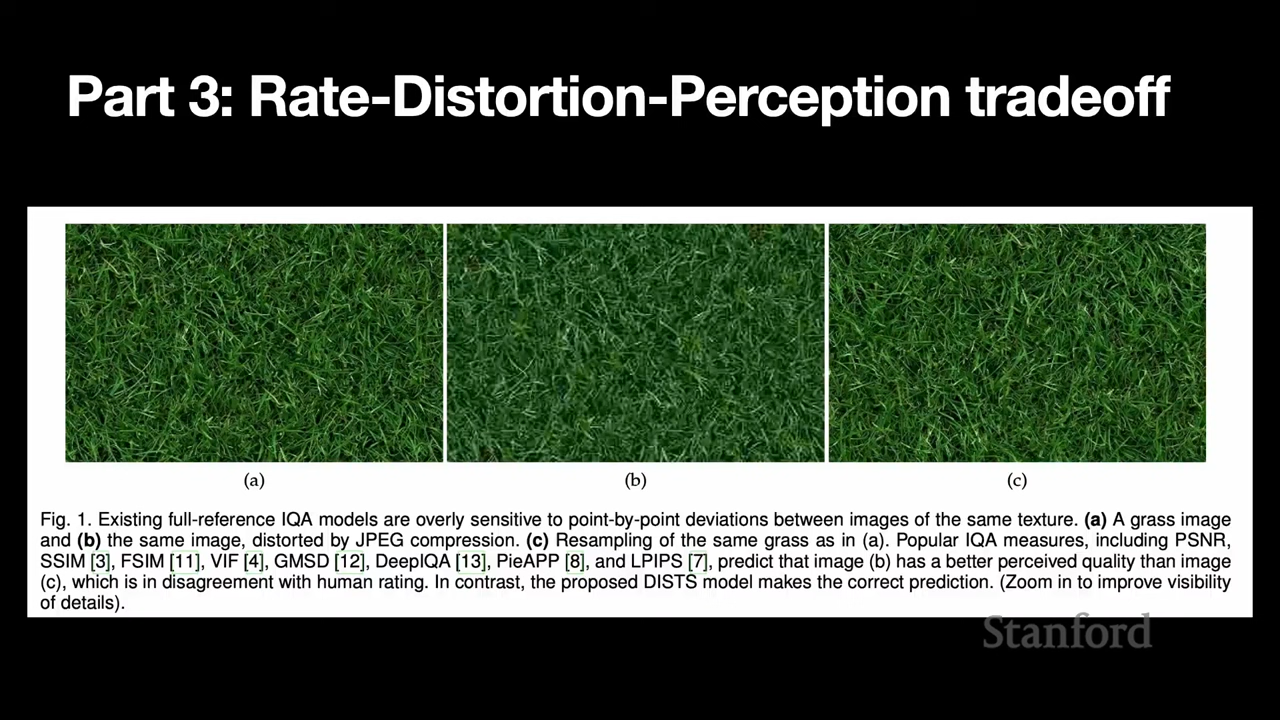 Part 3: Rate-Distortion-Perception tradeoff
(a)
(b)
(c)
Fig. 1. Existing full-reference IQA models are overly sensitive to point-by-point deviations between images of the same texture. (a) A grass image
and (b) the same image, distorted by JPEG compression. (c) Resampling of the same grass as in (a). Popular IQA measures, including PSNR,
SSIM [3], FSIM [11], VIF [4], GMSD [12], DeepIQA [13], PieAPP [8], and LPIPS [7], predict that image (b) has a better perceived quality than image
(c), which is in disagreement with human rating. In contrast, the proposed DISTS model makes the correct prediction. (Zoom in to improve visibility
of details).
Stanford